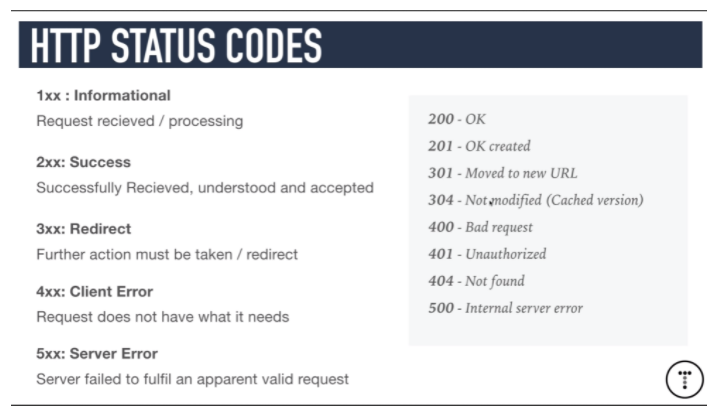 HTTP STATUS CODES
1xx : Informational
Request recieved / processing
2xx: Success
Successfully Recieved, understood and accepted
3xx: Redirect
Further action must be taken / redirect
4xx: Client Error
Request does not have what it needs
5xx: Server Error
Server failed to fulfil an apparent valid request
200 - OK
201 - OK created
301 - Moved to new URL
304 - Not modified (Cached version)
400 - Bad request
401 - Unauthorized
404 - Not found
500 - Internal server error